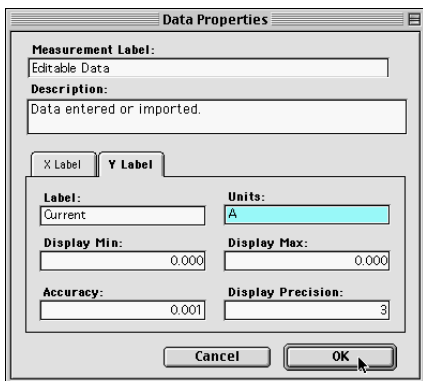 Data Properties
Measurement Label:
Editable Data
Description:
Data entered or imported.
X Label Y Label
Label: Units:
Current A
Display Min: Display Max:
0.000 0.000
Accuracy: Display Precision:
0.001 3
Cancel OK